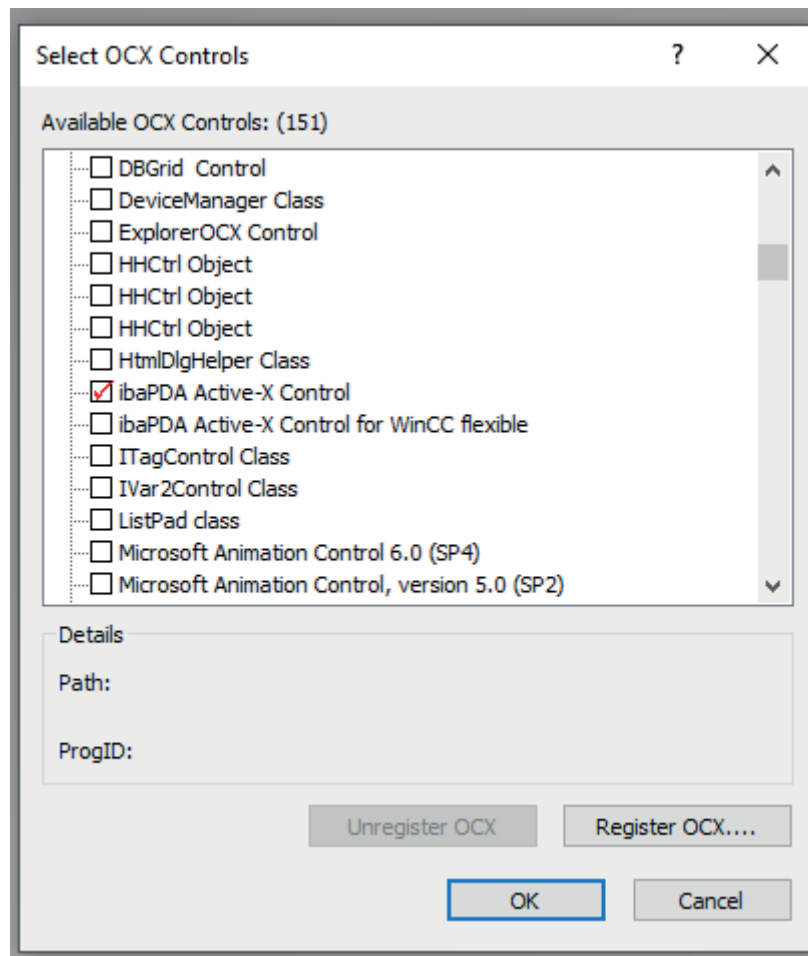 Select OCX Controls ?
Available OCX Controls: (151)
DBGrid Control
DeviceManager Class
ExplorerOCX Control
HHCtrl Object
HHCtrl Object
HHCtrl Object
HtmlDlgHelper Class
ibaPDA Active-X Control
ibaPDA Active-X Control for WinCC flexible
ITagControl Class
IVar2Control Class
ListPad class
Microsoft Animation Control 6.0 (SP4)
Microsoft Animation Control, version 5.0 (SP2)
Details
Path:
ProgID:
Unregister OCX Register OCX....
OK Cancel